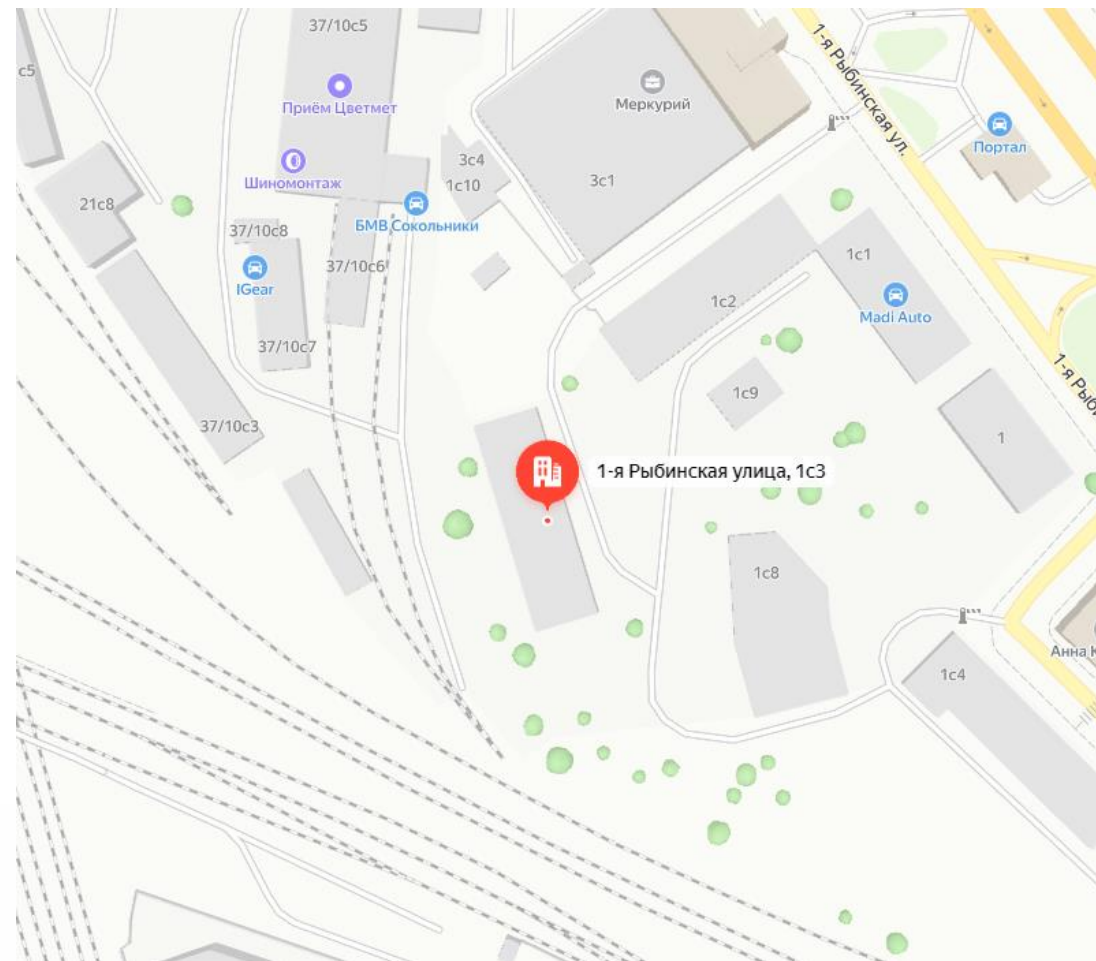 37/10с5
1-я Рыбинская ул.
с5
Приём Цветмет
Меркурий
Портал
3с4
Шиномонтаж
1с10
3с1
21с8
37/10с8
БМВ Сокольники
1с1
IGear
37/10с6
1с2
Madi Auto
37/10с7
1-я Рыб
1с9
37/10с3
1
1-я Рыбинская улица, 1с3
1с8
Анна К
1с4